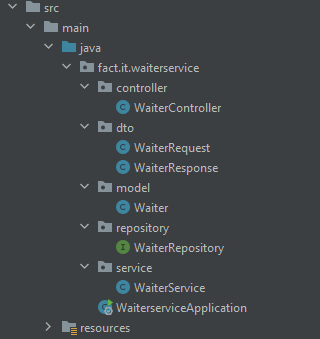 src
main
java
fact.it.waiterservice
controller
WaiterController
dto
WaiterRequest
WaiterResponse
model
Waiter
repository
WaiterRepository
service
WaiterService
WaiterserviceApplication
resources